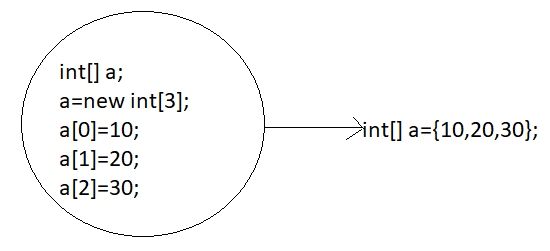 int[] a;
a=new int[3];
a[0]=10;
a[1]=20;
a[2]=30;
int[] a={10,20,30};